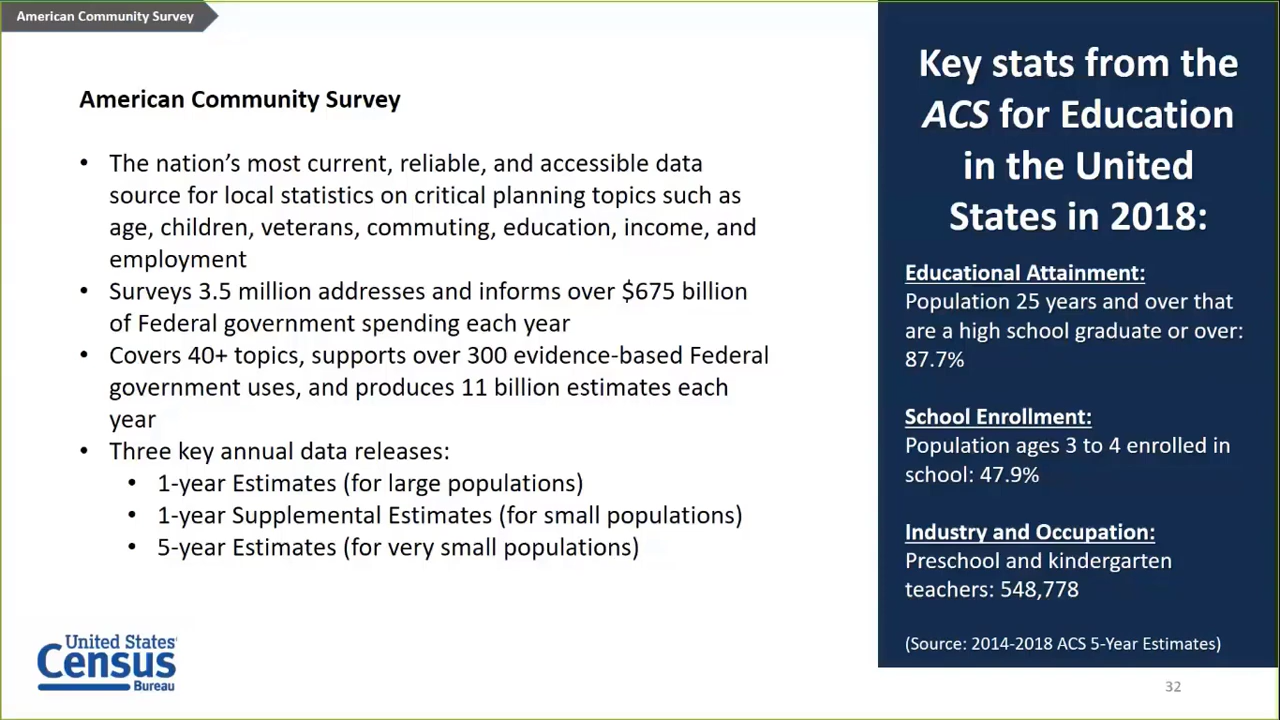 American Community Survey
American Community Survey
• The nation's most current, reliable, and accessible data
source for local statistics on critical planning topics such as
age, children, veterans, commuting, education, income, and
employment
• Surveys 3.5 million addresses and informs over $675 billion
of Federal government spending each year
• Covers 40+ topics, supports over 300 evidence-based Federal
government uses, and produces 11 billion estimates each
year
• Three key annual data releases:
• 1-year Estimates (for large populations)
• 1-year Supplemental Estimates (for small populations)
• 5-year Estimates (for very small populations)
United States®
Census
Bureau
Key stats from the
ACS for Education
in the United
States in 2018:
Educational Attainment:
Population 25 years and over that
are a high school graduate or over:
87.7%
School Enrollment:
Population ages 3 to 4 enrolled in
school: 47.9%
Industry and Occupation:
Preschool and kindergarten
teachers: 548,778
(Source: 2014-2018 ACS 5-Year Estimates)
32